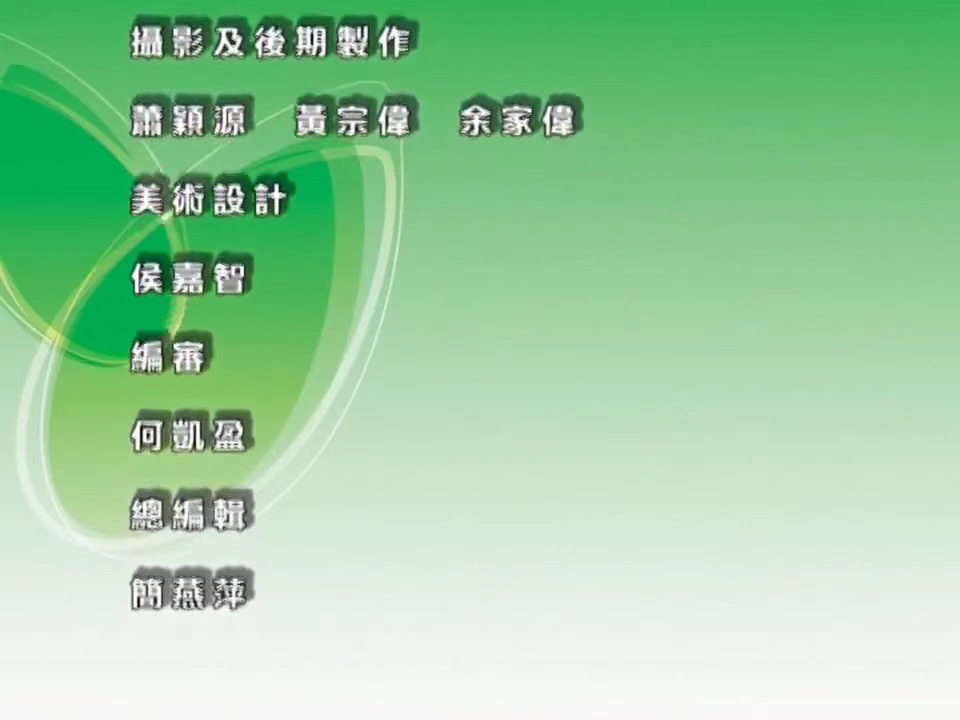 攝影及後期製作
蕭穎源　黃宗偉　余家偉
美術設計
侯嘉智
編審
何凱盈
總編輯
簡燕萍